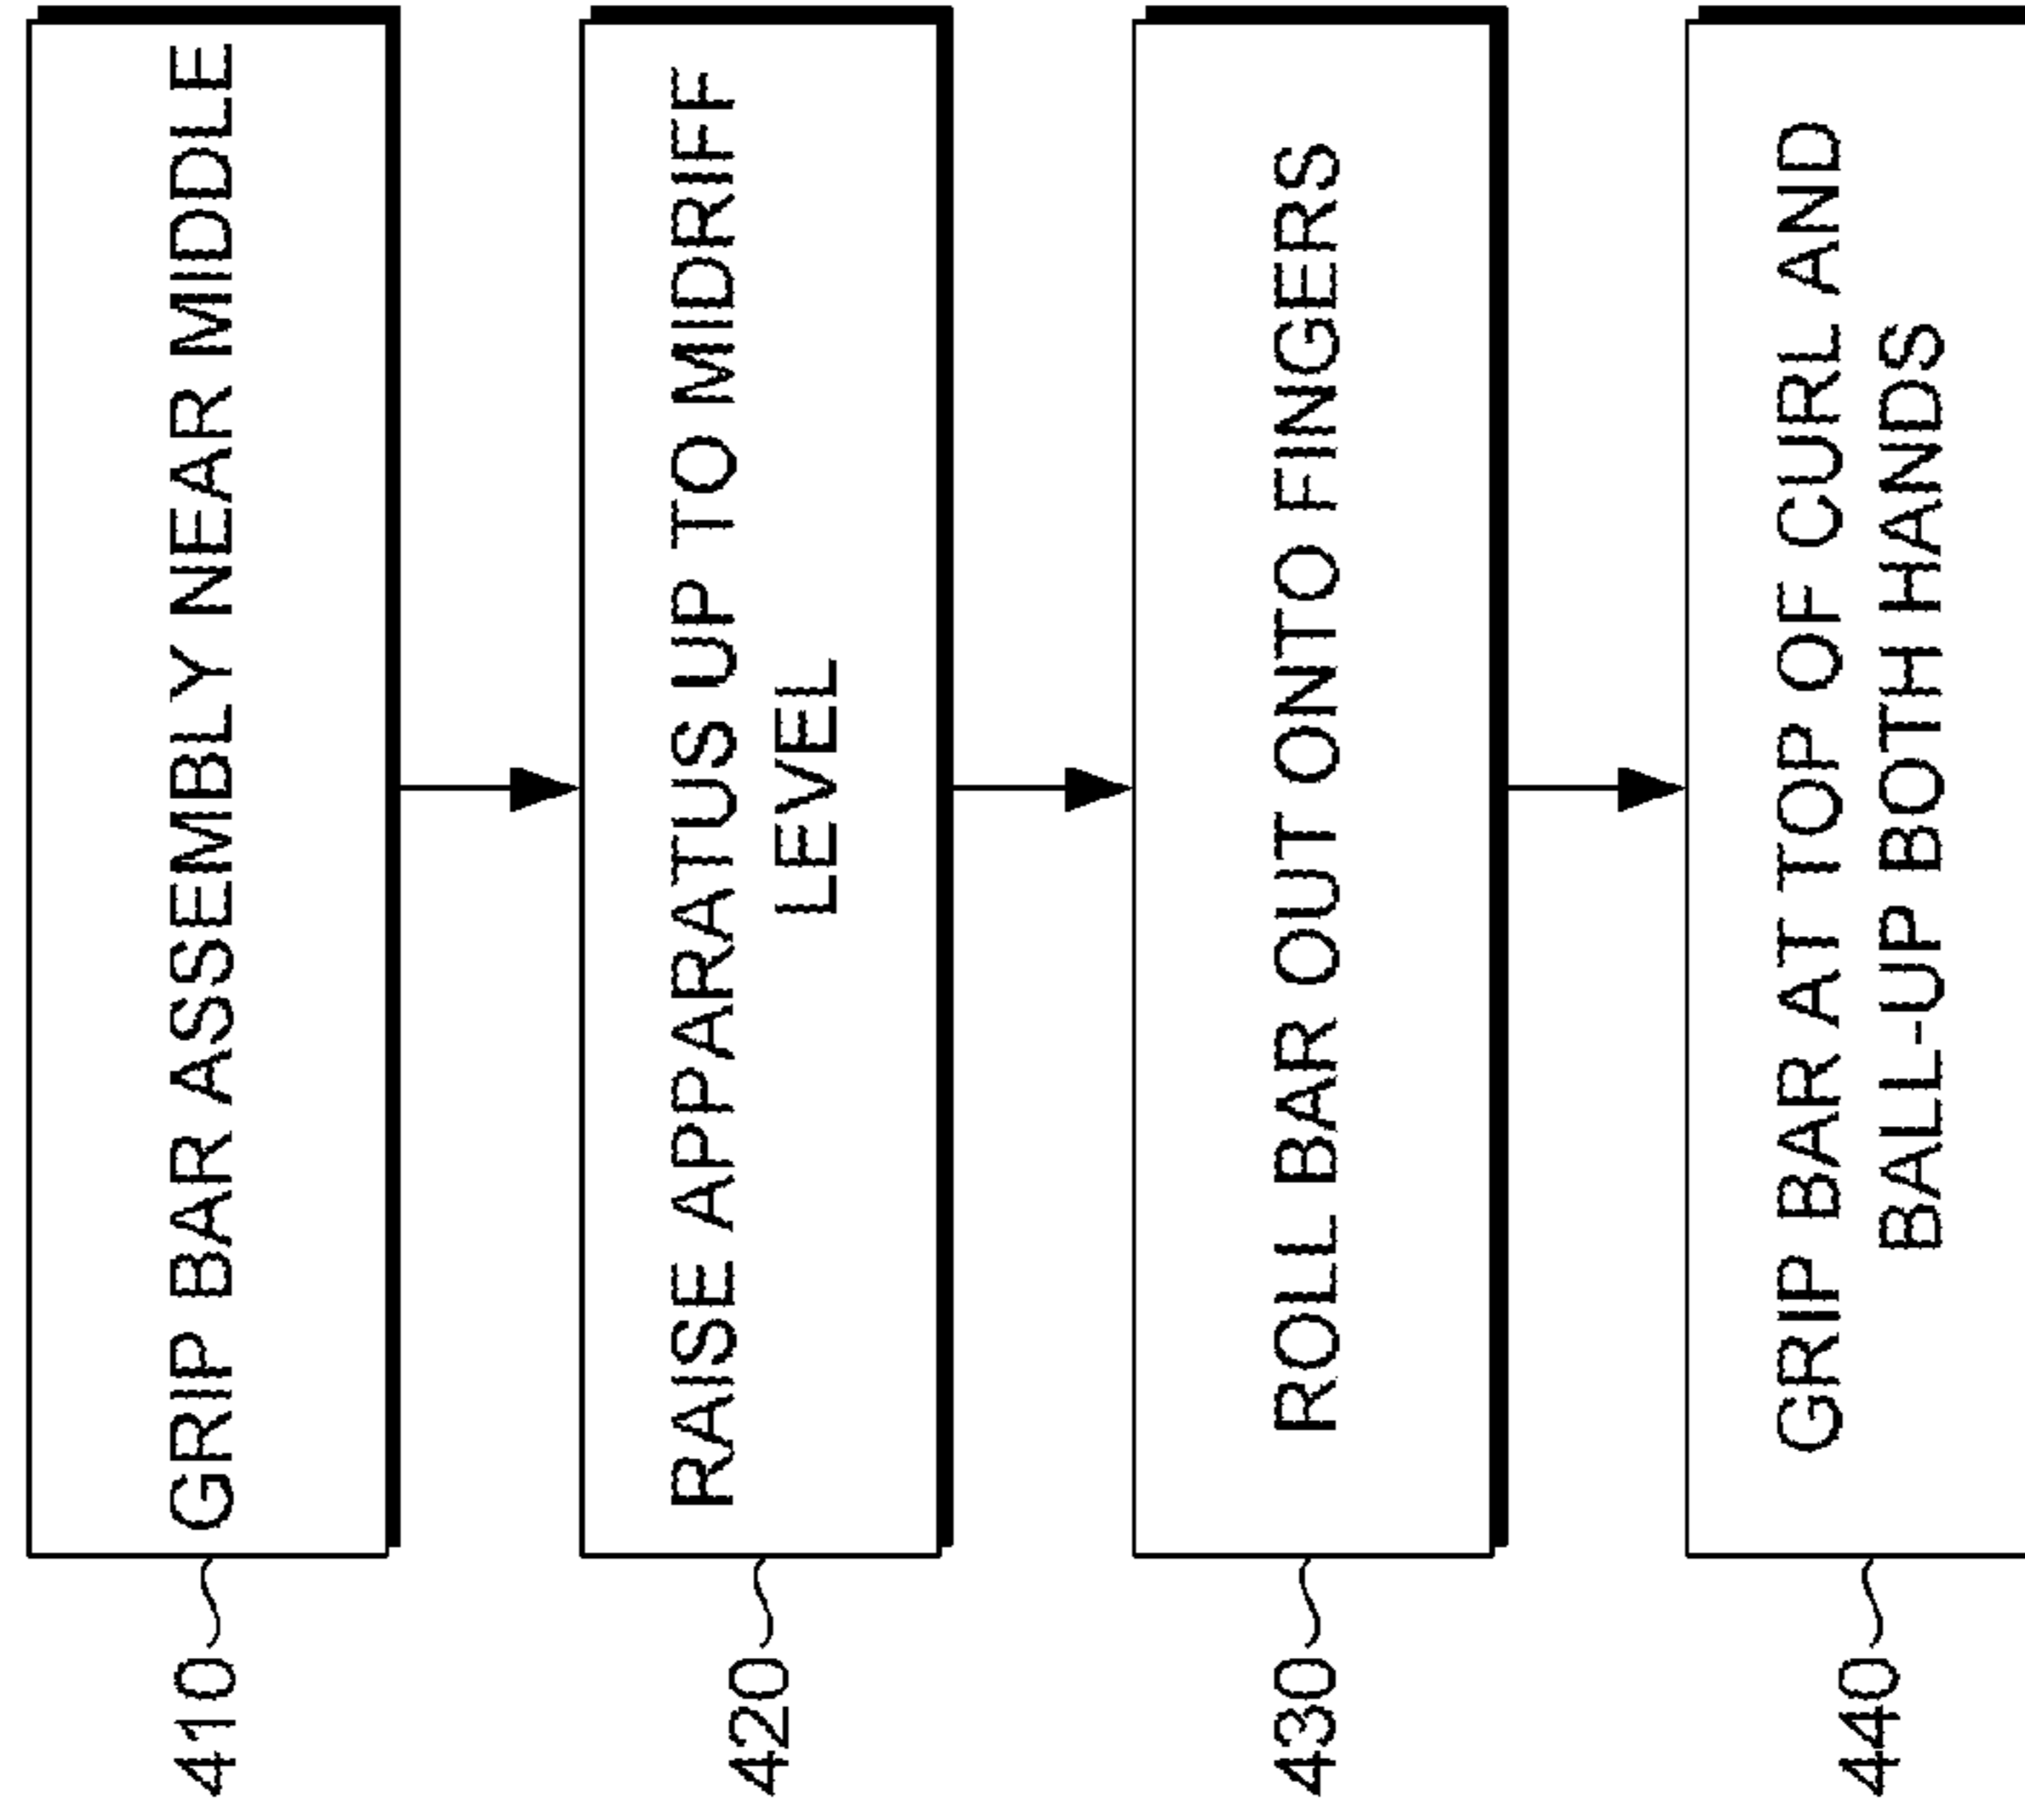 410
GRIP BAR ASSEMBLY NEAR MIDDLE
420
RAISE APPARATUS UP TO MIDRIFF
LEVEL
430
ROLL BAR OUT ONTO FINGERS
440
GRIP BAR AT TOP OF CURL AND
BALL-UP BOTH HANDS